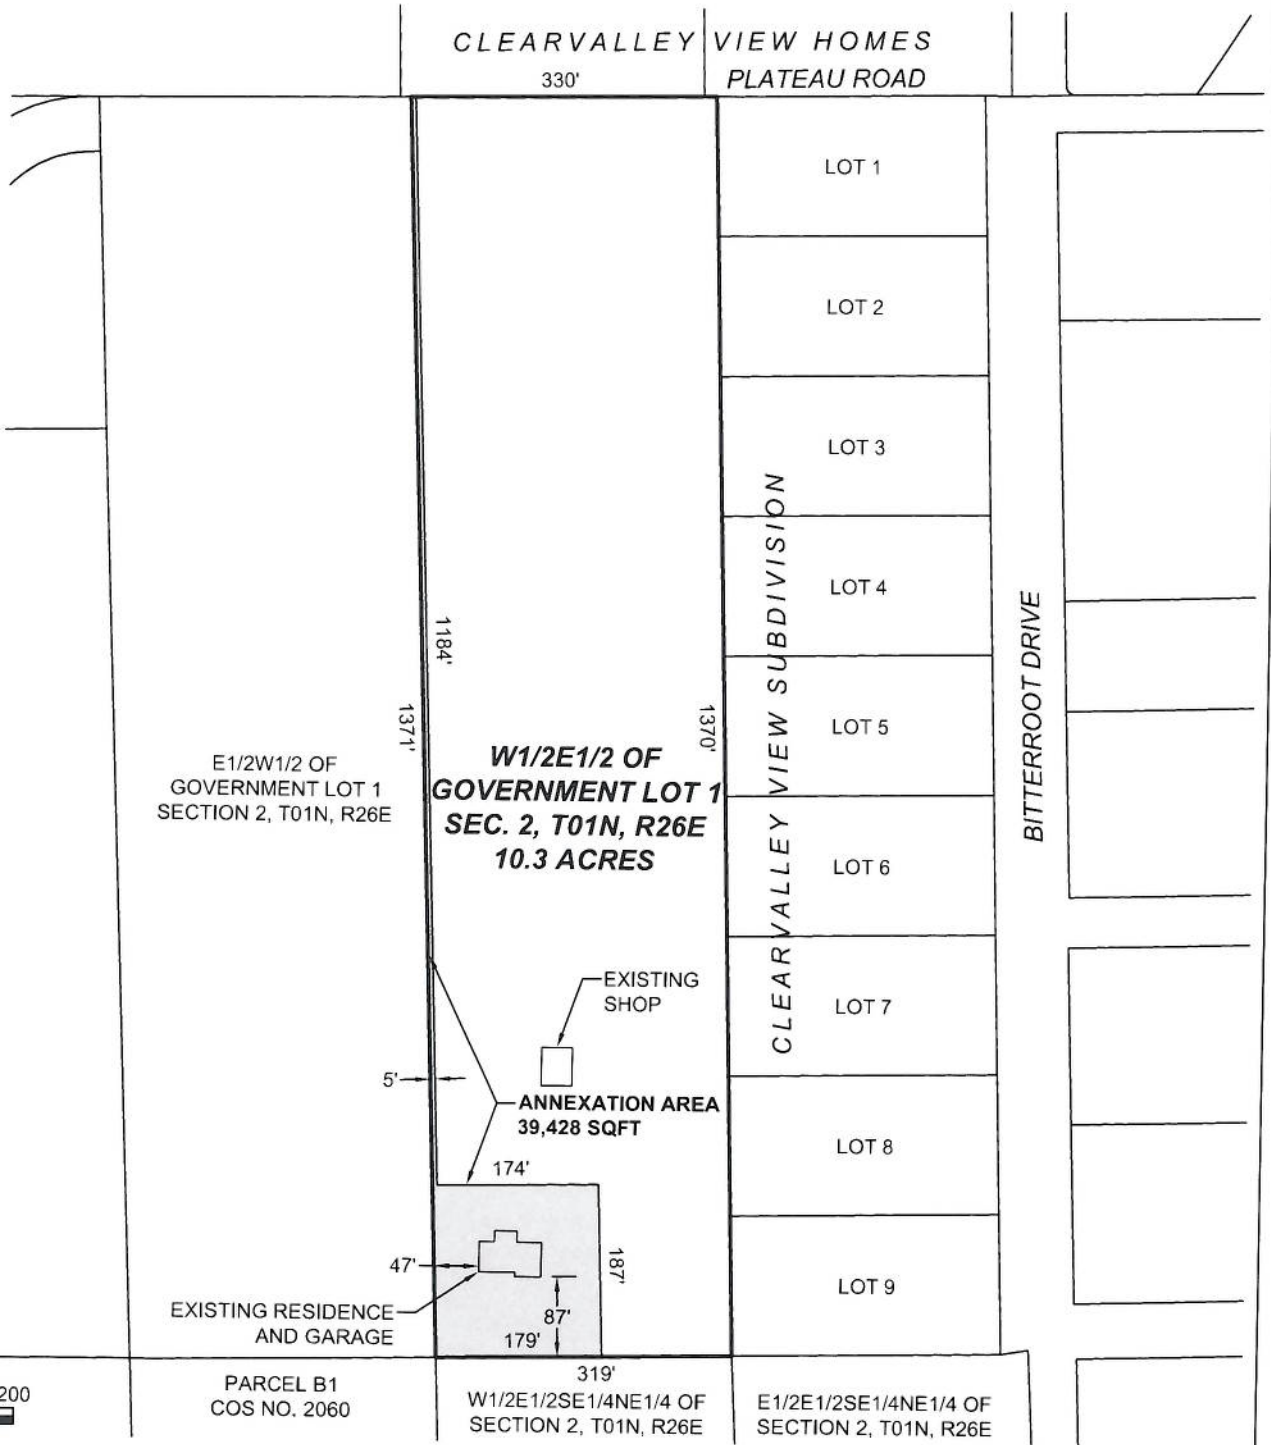 CLEARVALLEY VIEW HOMES
330'
PLATEAU ROAD
LOT 1
LOT 2
LOT 3
LOT 4
LOT 5
LOT 6
LOT 7
LOT 8
LOT 9
CLEARVALLEY VIEW SUBDIVISION
BITTERROOT DRIVE
1184'
1371'
1370'
E1/2W1/2 OF
GOVERNMENT LOT 1
SECTION 2, T01N, R26E
W1/2E1/2 OF
GOVERNMENT LOT 1
SEC. 2, T01N, R26E
10.3 ACRES
EXISTING
SHOP
5'
ANNEXATION AREA
39,428 SQFT
174'
47'
187'
EXISTING RESIDENCE
AND GARAGE
87'
179'
319'
200
PARCEL B1
COS NO. 2060
W1/2E1/2SE1/4NE1/4 OF
SECTION 2, T01N, R26E
E1/2E1/2SE1/4NE1/4 OF
SECTION 2, T01N, R26E